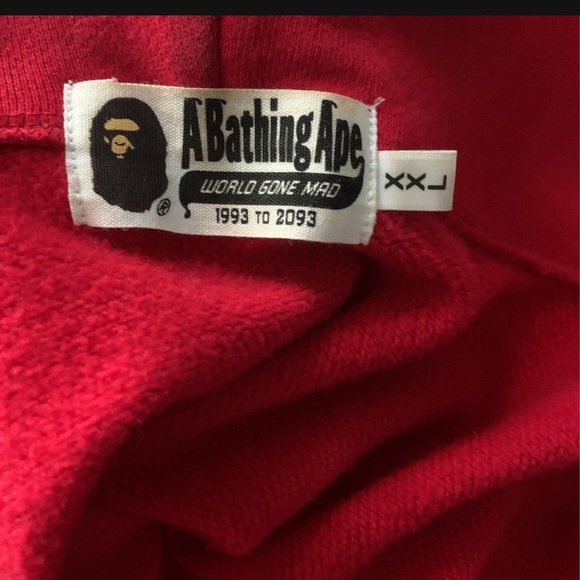 A Bathing Ape
WORLD GONE MAD
1993 TO 2093
®
XXL